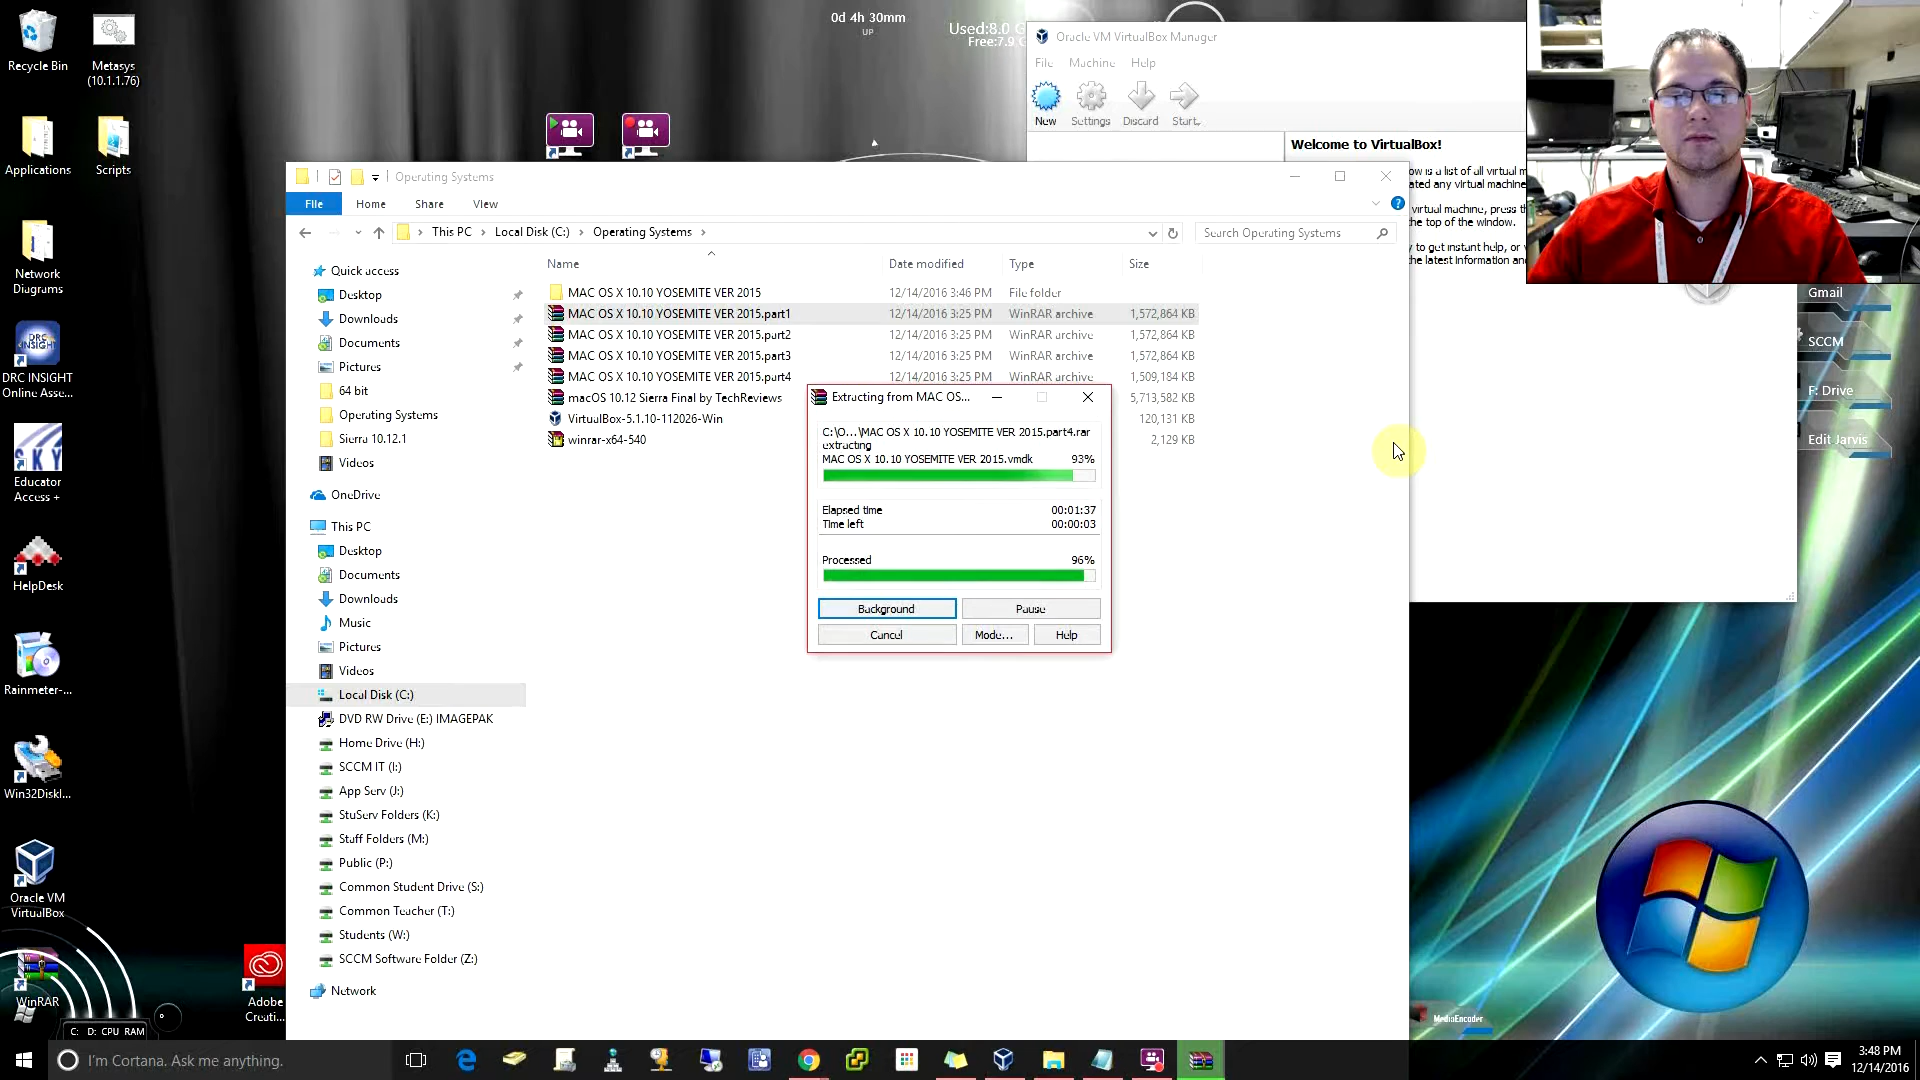 Recycle Bin
Metasys
(10.1.1.76)
Applications
Scripts
Network
Diagrams
DRC
INSIGHT
DRC INSIGHT
Online Asse...
SKY
Educator
Access +
HelpDesk
Rainmeter-...
Win32DiskI...
Oracle VM
VirtualBox
WinRAR
Adobe
Creati...
C: D: CPU RAM
0d 4h 30mm
UP
Used:8.0 G
Free:7.9 G
Oracle VM VirtualBox Manager
File Machine Help
New Settings Discard Start
Welcome to VirtualBox!
ow is a list of all virtual m
ated any virtual machine
virtual machine, press th
the top of the window.
y to get instant help, or v
the latest information and
Gmail
SCCM
F: Drive
Edit Jarvis
MediaEncoder
Operating Systems
File Home Share View
This PC > Local Disk (C:) > Operating Systems >
Search Operating Systems
Name Date modified Type Size
MAC OS X 10.10 YOSEMITE VER 2015 12/14/2016 3:46 PM File folder
MAC OS X 10.10 YOSEMITE VER 2015.part1 12/14/2016 3:25 PM WinRAR archive 1,572,864 KB
MAC OS X 10.10 YOSEMITE VER 2015.part2 12/14/2016 3:25 PM WinRAR archive 1,572,864 KB
MAC OS X 10.10 YOSEMITE VER 2015.part3 12/14/2016 3:25 PM WinRAR archive 1,572,864 KB
MAC OS X 10.10 YOSEMITE VER 2015.part4 12/14/2016 3:25 PM WinRAR archive 1,509,184 KB
macOS 10.12 Sierra Final by TechReviews 5,713,582 KB
VirtualBox-5.1.10-112026-Win 120,131 KB
winrar-x64-540 2,129 KB
Quick access
Desktop
Downloads
Documents
Pictures
64 bit
Operating Systems
Sierra 10.12.1
Videos
OneDrive
This PC
Desktop
Documents
Downloads
Music
Pictures
Videos
Local Disk (C:)
DVD RW Drive (E:) IMAGEPAK
Home Drive (H:)
SCCM IT (I:)
App Serv (J:)
StuServ Folders (K:)
Staff Folders (M:)
Public (P:)
Common Student Drive (S:)
Common Teacher (T:)
Students (W:)
SCCM Software Folder (Z:)
Network
Extracting from MAC OS...
C:\O...\MAC OS X 10.10 YOSEMITE VER 2015.part4.rar
extracting
MAC OS X 10.10 YOSEMITE VER 2015.vmdk 93%
Elapsed time 00:01:37
Time left 00:00:03
Processed 96%
Background Pause
Cancel Mode... Help
I'm Cortana. Ask me anything.
3:48 PM
12/14/2016